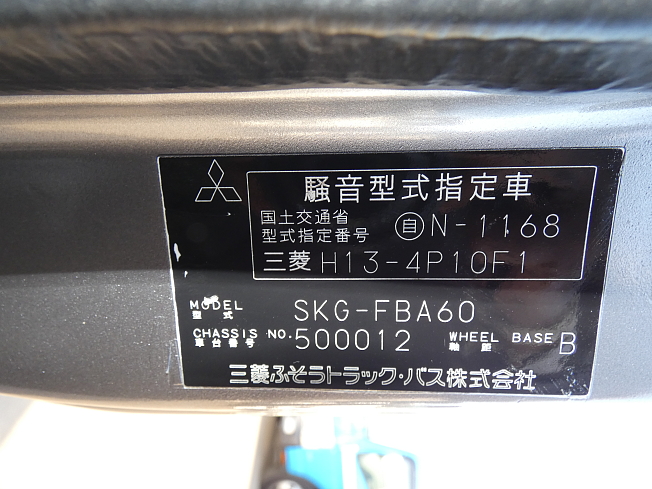 騒音型式指定車
国土交通省
型式指定番号 自N-1168
三菱 H13-4P10F1
MODEL
型式 SKG-FBA60
CHASSIS NO. 500012 WHEEL BASE B
車台番号 軸距
三菱ふそうトラック・バス株式会社